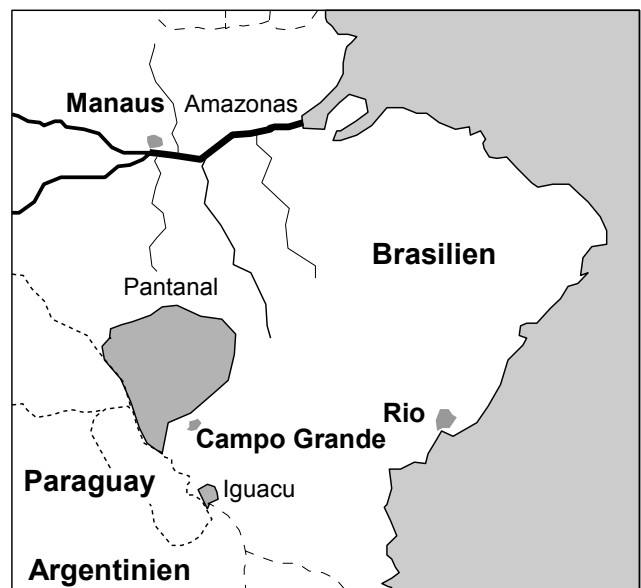 Manaus
Amazonas
Brasilien
Pantanal
Rio
Campo Grande
Paraguay
Iguacu
Argentinien